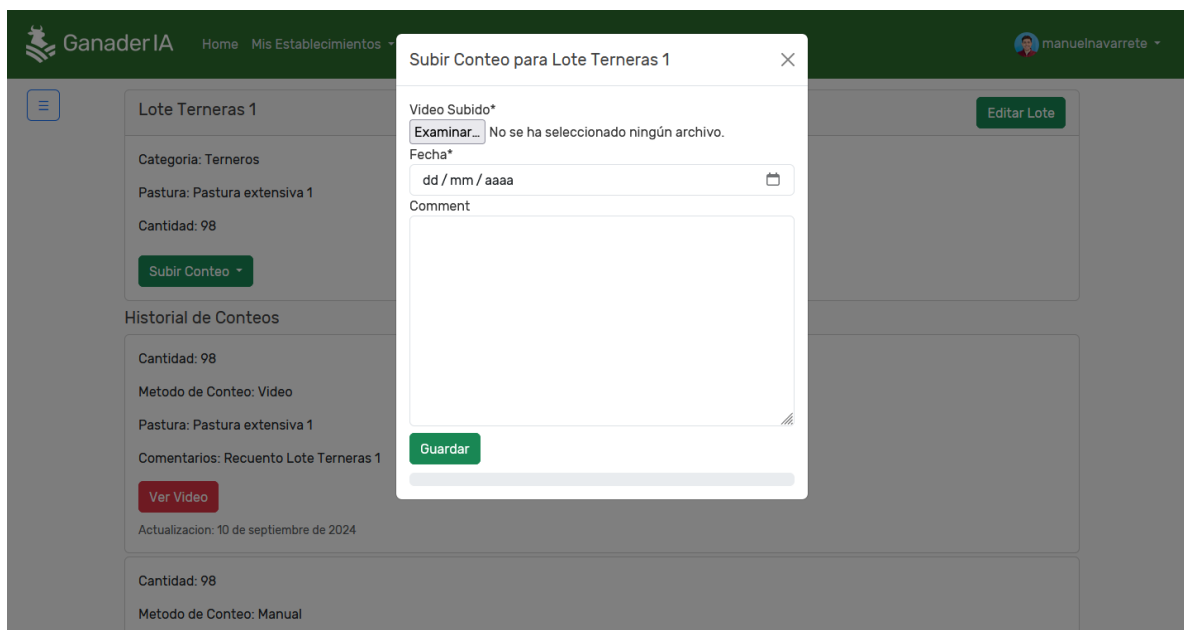 GanaderIA Home Mis Establecimientos manuelnavarrete
Subir Conteo para Lote Terneras 1
Video Subido*
Examinar... No se ha seleccionado ningún archivo.
Fecha*
dd / mm / aaaa
Comment
Guardar
Lote Terneras 1 Editar Lote
Categoria: Terneros
Pastura: Pastura extensiva 1
Cantidad: 98
Subir Conteo
Historial de Conteos
Cantidad: 98
Metodo de Conteo: Video
Pastura: Pastura extensiva 1
Comentarios: Recuento Lote Terneras 1
Ver Video
Actualizacion: 10 de septiembre de 2024
Cantidad: 98
Metodo de Conteo: Manual